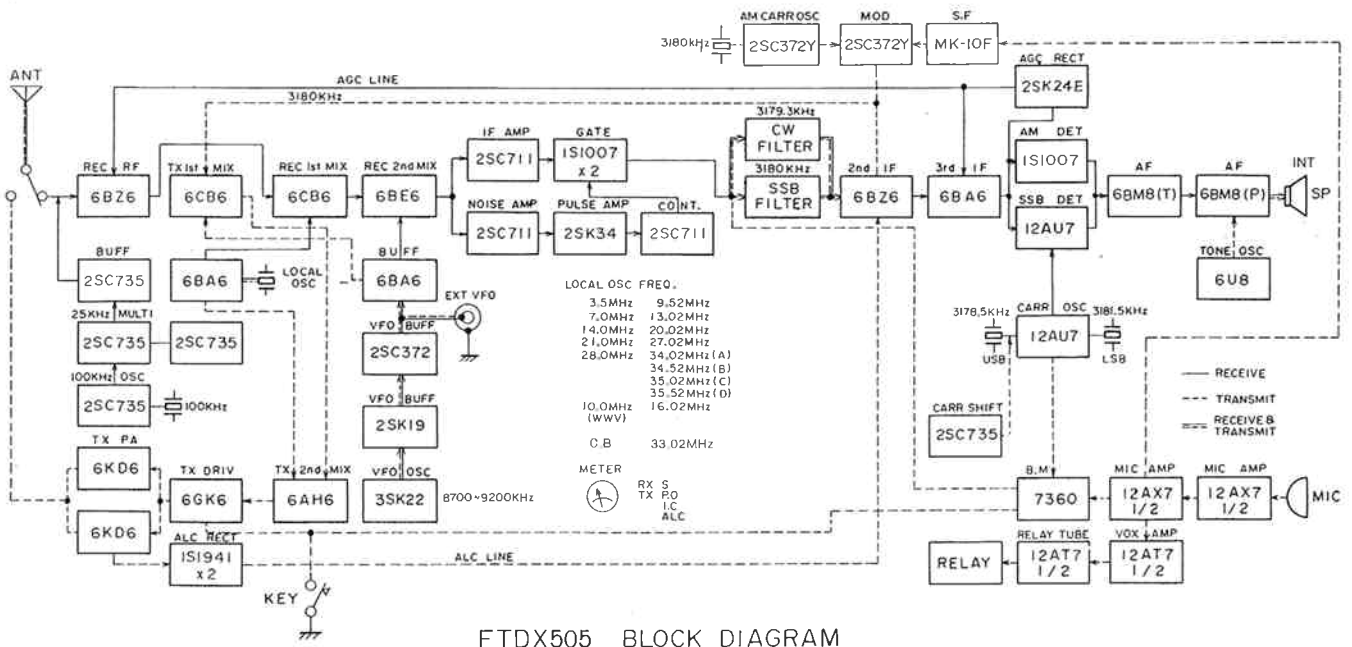 AM CARR OSC
MOD
S.F
3180kHz
2SC372Y
2SC372Y
MK-10F
ANT
AGC RECT
2SK24E
AGC LINE
3180KHz
3179.3KHz
CW
FILTER
AM DET
1S1007
IF AMP
2SC711
GATE
1S1007
x 2
3180KHz
SSB
FILTER
REC RF
6BZ6
TX 1st MIX
6CB6
REC 1st MIX
6CB6
REC 2nd MIX
6BE6
2nd IF
6BZ6
3rd IF
6BA6
SSB DET
12AU7
AF
6BM8(T)
AF
6BM8(P)
INT
SP
NOISE AMP
2SC711
PULSE AMP
2SK34
CONT.
2SC711
TONE OSC
6U8
BUFF
2SC735
6BA6
LOCAL
OSC
BUFF
6BA6
EXT VFO
25KHz MULTI
2SC735
2SC735
VFO BUFF
2SC372
100KHz OSC
2SC735
100KHz
VFO BUFF
2SK19
LOCAL OSC FREQ.
3.5MHz 9.52MHz
7.0MHz 13.02MHz
14.0MHz 20.02MHz
21.0MHz 27.02MHz
28.0MHz 34.02MHz(A)
34.52MHz(B)
35.02MHz(C)
35.52MHz(D)
10.0MHz 16.02MHz
(WWV)
C.B 33.02MHz
3178.5KHz
CARR OSC
3181.5KHz
12AU7
USB
LSB
CARR SHIFT
2SC735
RECEIVE
TRANSMIT
RECEIVE &
TRANSMIT
TX PA
6KD6
6KD6
TX DRIV
6GK6
TX 2nd MIX
6AH6
VFO OSC
3SK22
8700~9200KHz
METER
RX S
TX P.O
I.C
ALC
B.M
7360
MIC AMP
12AX7
1/2
MIC AMP
12AX7
1/2
MIC
ALC RECT
1S1941
x 2
ALC LINE
RELAY
RELAY TUBE
12AT7
1/2
VOX AMP
12AT7
1/2
KEY
FTDX505 BLOCK DIAGRAM